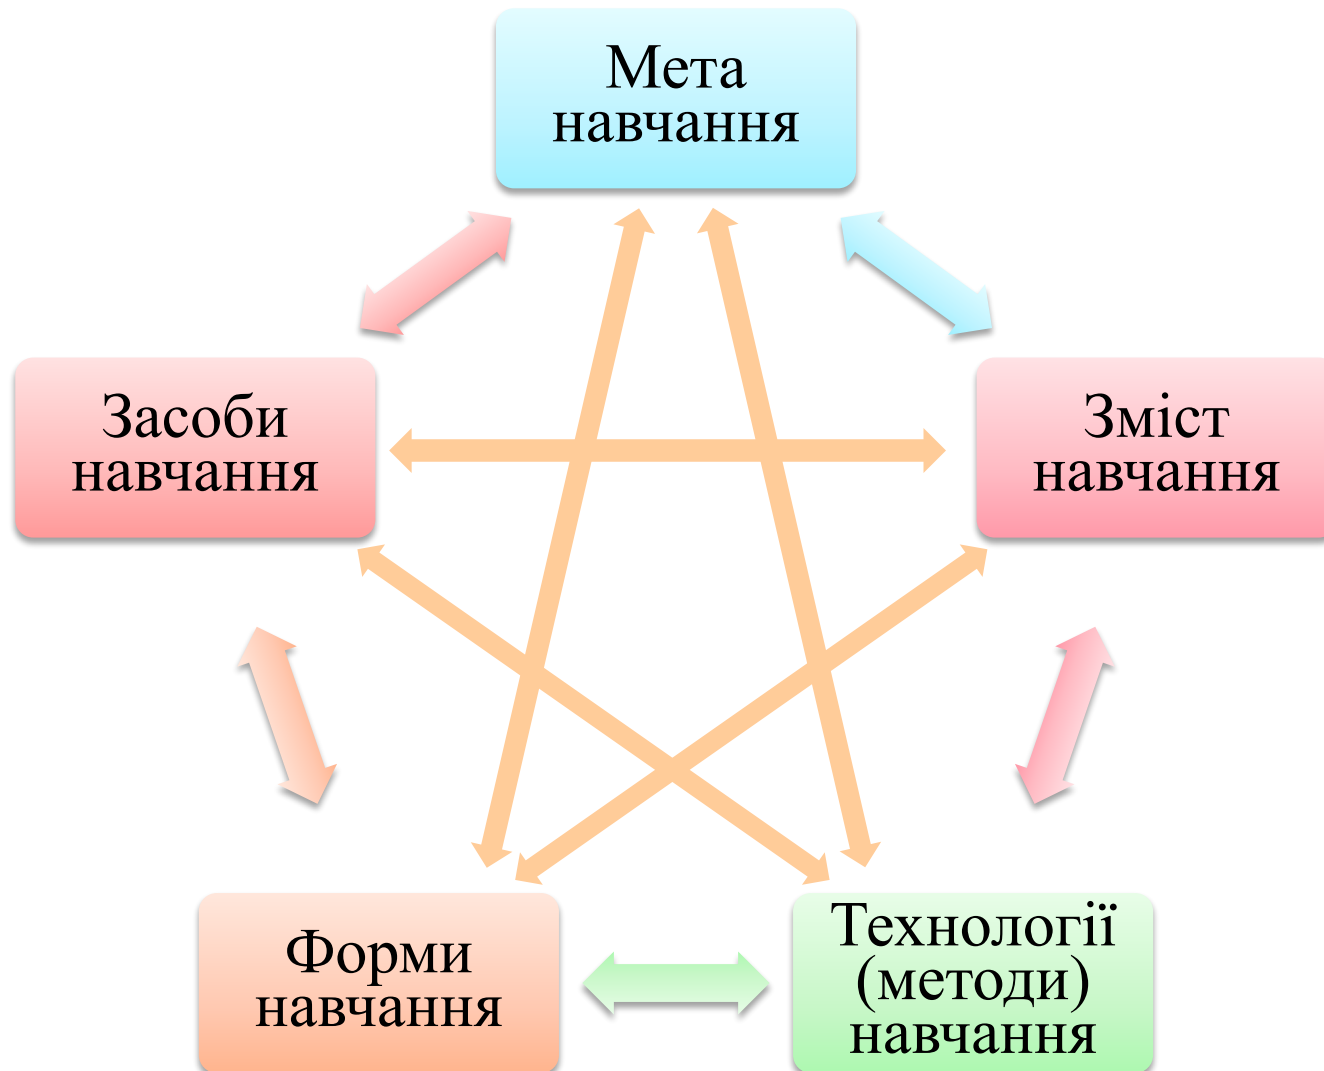 Мета
навчання
Засоби
навчання
Зміст
навчання
Форми
навчання
Технології
(методи)
навчання